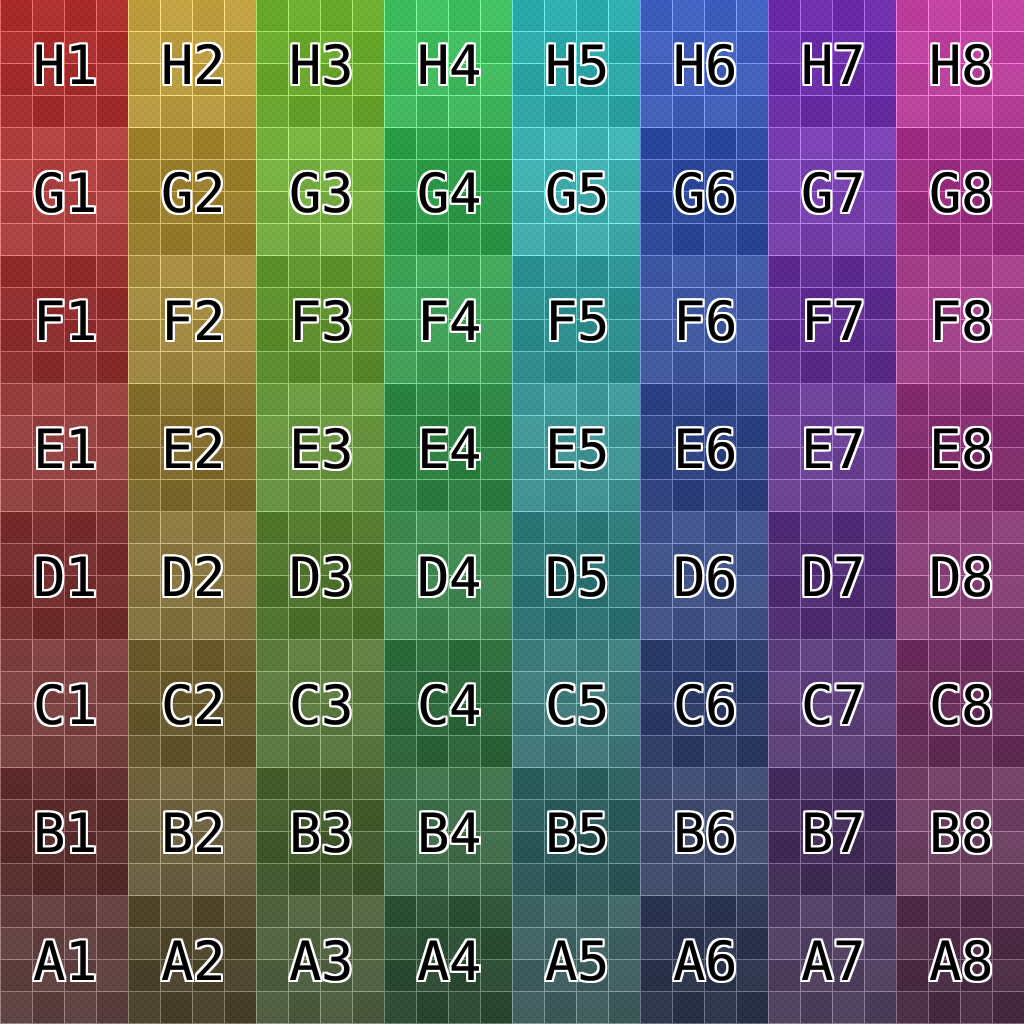 H1 H2 H3 H4 H5 H6 H7 H8
G1 G2 G3 G4 G5 G6 G7 G8
F1 F2 F3 F4 F5 F6 F7 F8
E1 E2 E3 E4 E5 E6 E7 E8
D1 D2 D3 D4 D5 D6 D7 D8
C1 C2 C3 C4 C5 C6 C7 C8
B1 B2 B3 B4 B5 B6 B7 B8
A1 A2 A3 A4 A5 A6 A7 A8